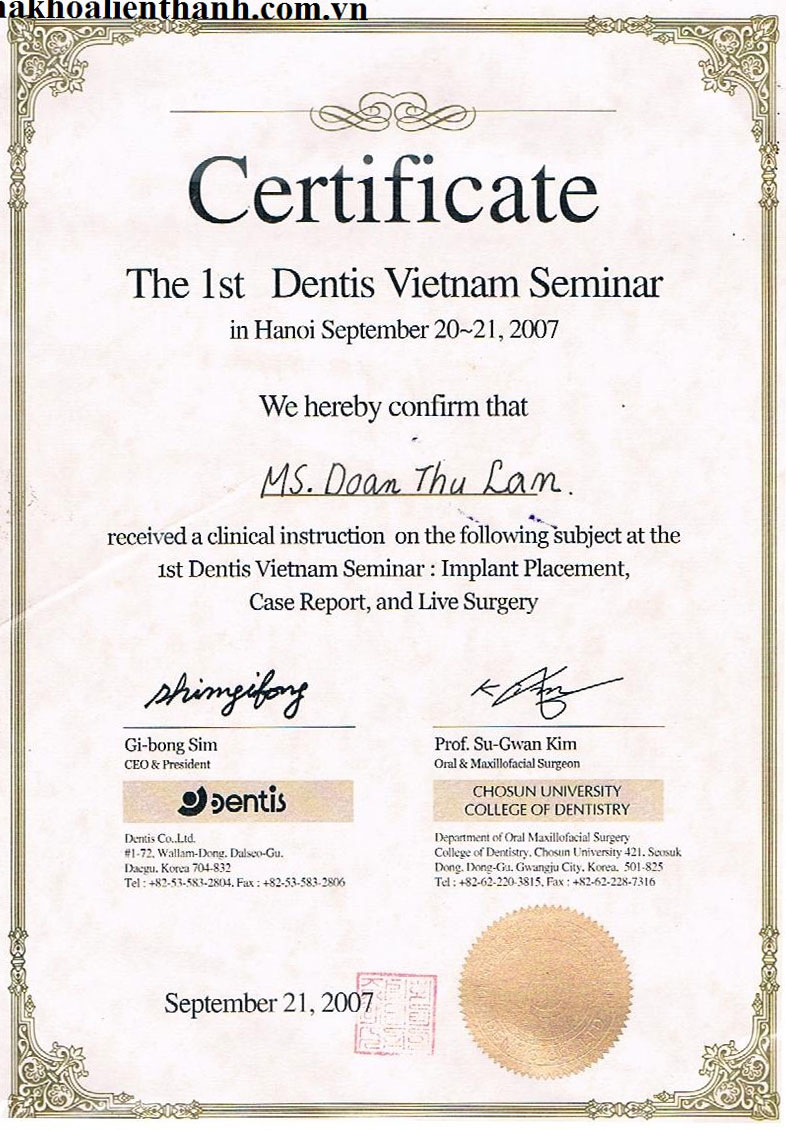 nakhoalienthanh.com.vn
Certificate
The 1st Dentis Vietnam Seminar
in Hanoi September 20~21, 2007
We hereby confirm that
MS. Doan Thu Lan.
received a clinical instruction on the following subject at the
1st Dentis Vietnam Seminar : Implant Placement,
Case Report, and Live Surgery
Shimgibong
Gi-bong Sim
CEO & President
Dentis
Dentis Co.,Ltd.
#1-72, Wallam-Dong, Dalseo-Gu,
Daegu, Korea 704-832
Tel : +82-53-583-2804, Fax : +82-53-583-2806
Prof. Su-Gwan Kim
Oral & Maxillofacial Surgeon
CHOSUN UNIVERSITY
COLLEGE OF DENTISTRY
Department of Oral Maxillofacial Surgery
College of Dentistry, Chosun University 421, Seosuk
Dong, Dong-Gu, Gwangju City, Korea, 501-825
Tel : +82-62-220-3815, Fax : +82-62-228-7316
September 21, 2007